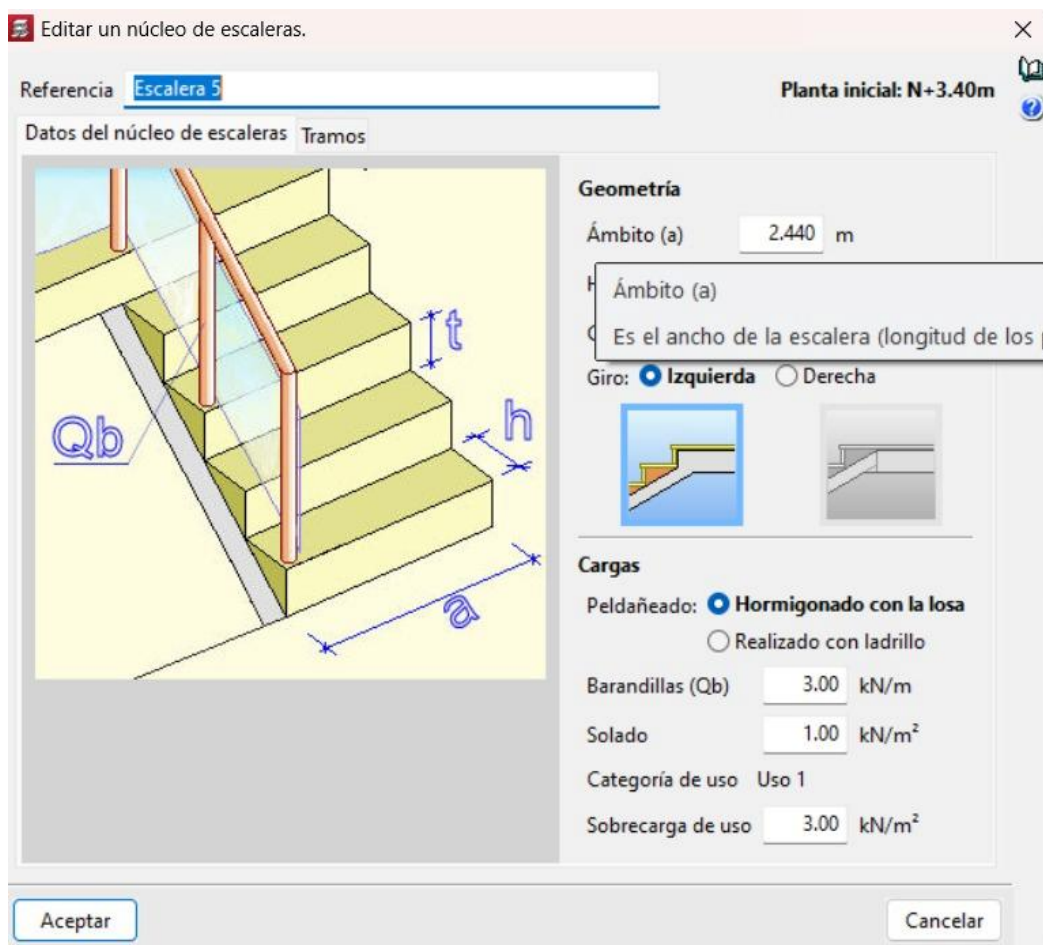 Editar un núcleo de escaleras.
Referencia Escalera 5 Planta inicial: N+3.40m
Datos del núcleo de escaleras Tramos
t
Qb
h
a
Geometría
Ámbito (a) 2.440 m
Ámbito (a)
Es el ancho de la escalera (longitud de los
Giro: Izquierda Derecha
Cargas
Peldañeado: Hormigonado con la losa
Realizado con ladrillo
Barandillas (Qb) 3.00 kN/m
Solado 1.00 kN/m²
Categoría de uso Uso 1
Sobrecarga de uso 3.00 kN/m²
Aceptar Cancelar